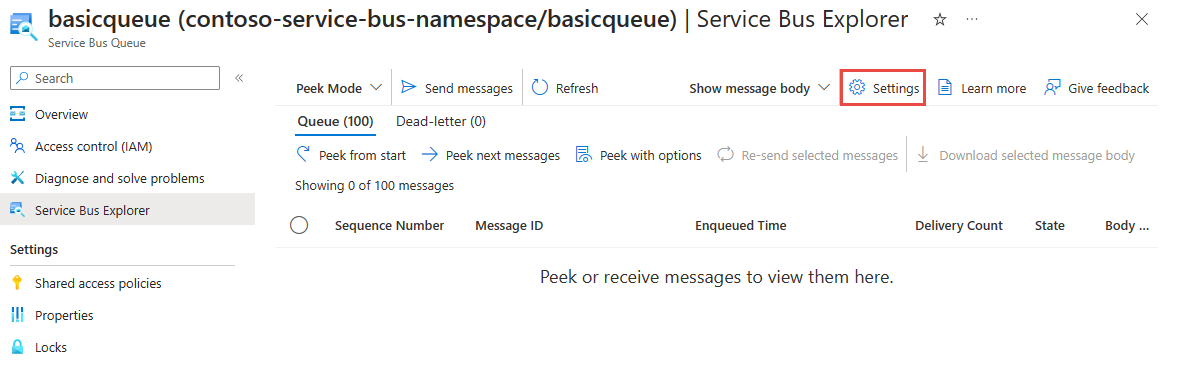 basicqueue (contoso-service-bus-namespace/basicqueue) | Service Bus Explorer
Service Bus Queue
Search
Overview
Access control (IAM)
Diagnose and solve problems
Service Bus Explorer
Settings
Shared access policies
Properties
Locks
Peek Mode Send messages Refresh Show message body Settings Learn more Give feedback
Queue (100) Dead-letter (0)
Peek from start Peek next messages Peek with options Re-send selected messages Download selected message body
Showing 0 of 100 messages
Sequence Number Message ID Enqueued Time Delivery Count State Body ...
Peek or receive messages to view them here.